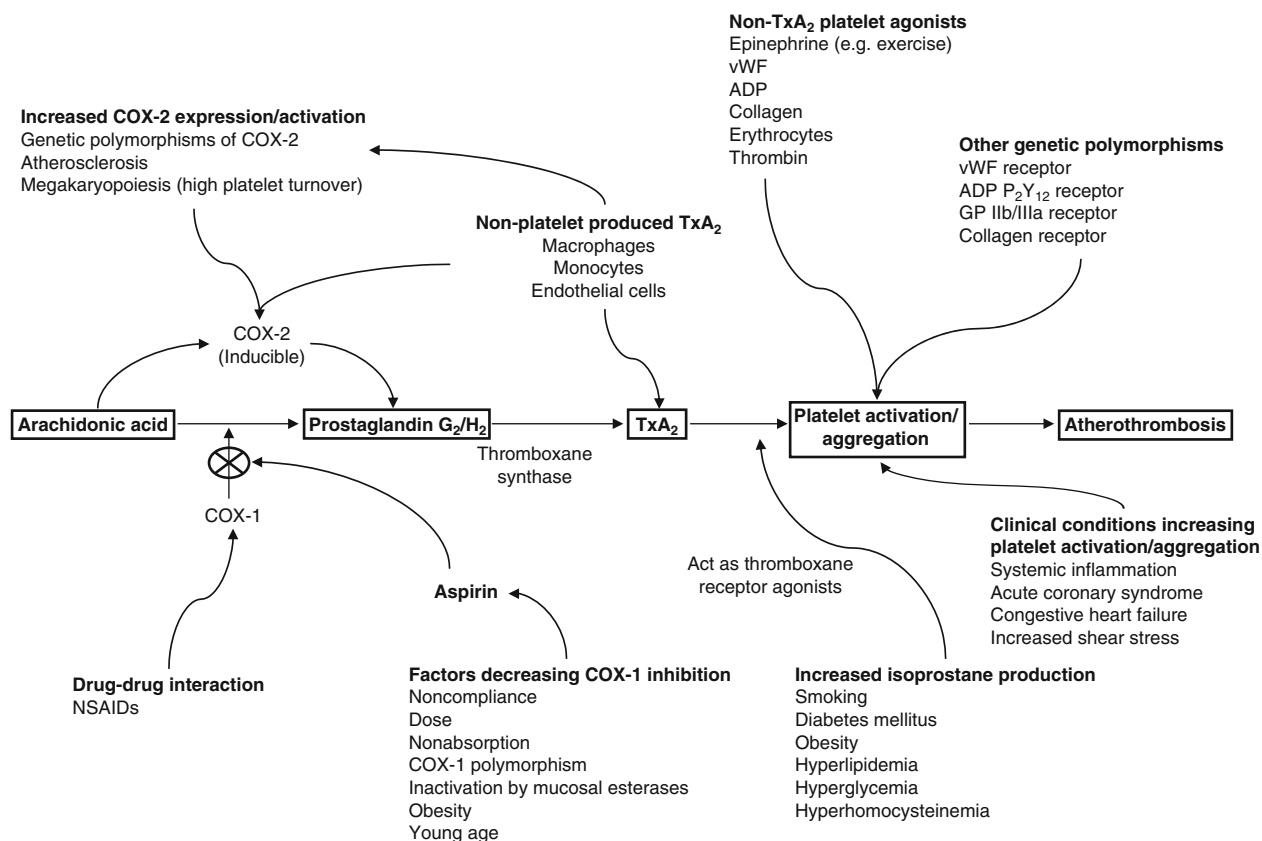 Non-TxA₂ platelet agonists
Epinephrine (e.g. exercise)
vWF
ADP
Collagen
Erythrocytes
Thrombin
Increased COX-2 expression/activation
Genetic polymorphisms of COX-2
Atherosclerosis
Megakaryopoiesis (high platelet turnover)
Other genetic polymorphisms
vWF receptor
ADP P₂Y₁₂ receptor
GP IIb/IIIa receptor
Collagen receptor
Non-platelet produced TxA₂
Macrophages
Monocytes
Endothelial cells
COX-2
(Inducible)
Arachidonic acid
Prostaglandin G₂/H₂
Thromboxane
synthase
TxA₂
Platelet activation/
aggregation
Atherothrombosis
COX-1
Aspirin
Act as thromboxane
receptor agonists
Clinical conditions increasing
platelet activation/aggregation
Systemic inflammation
Acute coronary syndrome
Congestive heart failure
Increased shear stress
Drug-drug interaction
NSAIDs
Factors decreasing COX-1 inhibition
Noncompliance
Dose
Nonabsorption
COX-1 polymorphism
Inactivation by mucosal esterases
Obesity
Young age
Increased isoprostane production
Smoking
Diabetes mellitus
Obesity
Hyperlipidemia
Hyperglycemia
Hyperhomocysteinemia